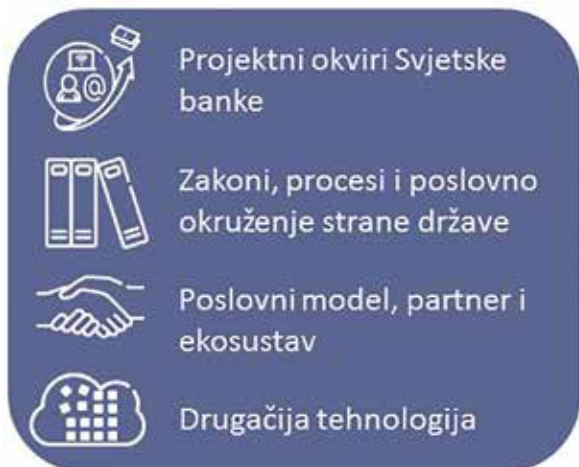 Projektni okviri Svjetske
banke
Zakoni, procesi i poslovno
okruženje strane države
Poslovni model, partner i
ekosustav
Drugačija tehnologija